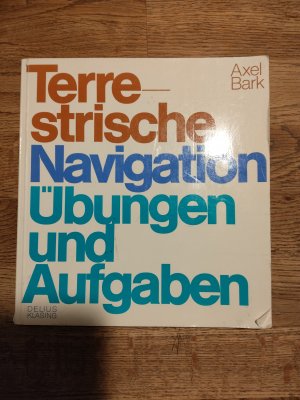 Axel
Bark
Terre-
strische
Navigation
Übungen
und
Aufgaben
DELIUS
KLASING